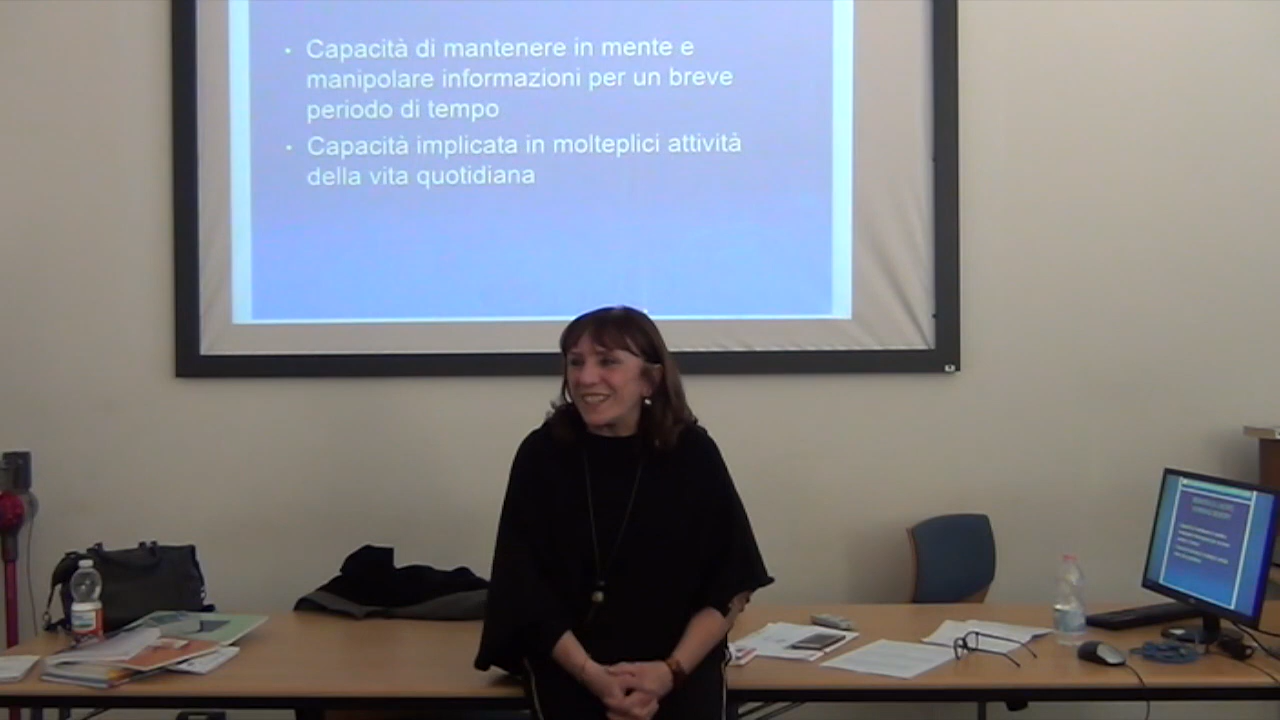 • Capacità di mantenere in mente e
manipolare informazioni per un breve
periodo di tempo
• Capacità implicata in molteplici attività
della vita quotidiana